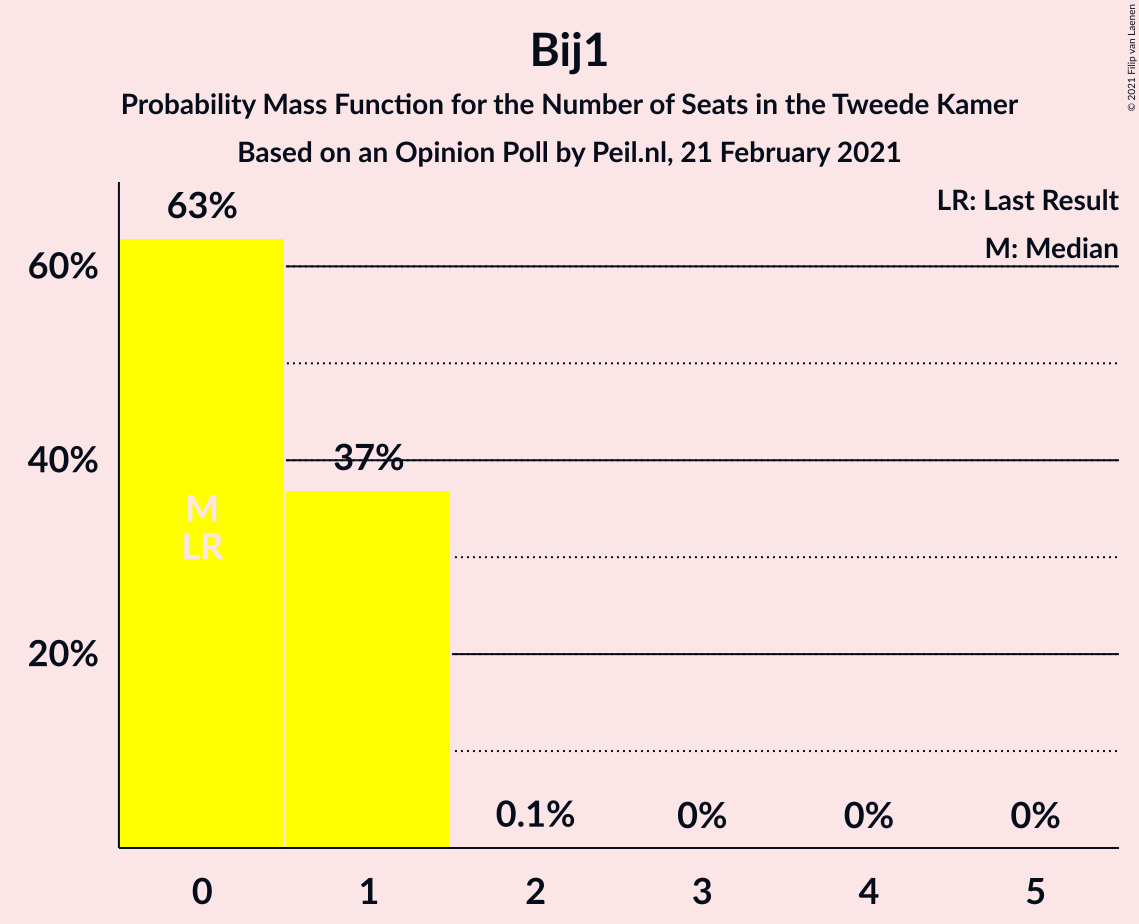 Bij1
Probability Mass Function for the Number of Seats in the Tweede Kamer
Based on an Opinion Poll by Peil.nl, 21 February 2021
© 2021 Filip van Laenen
LR: Last Result
M: Median
63%
60%
40%
37%
M
LR
20%
0.1%
0%
0%
0%
0
1
2
3
4
5